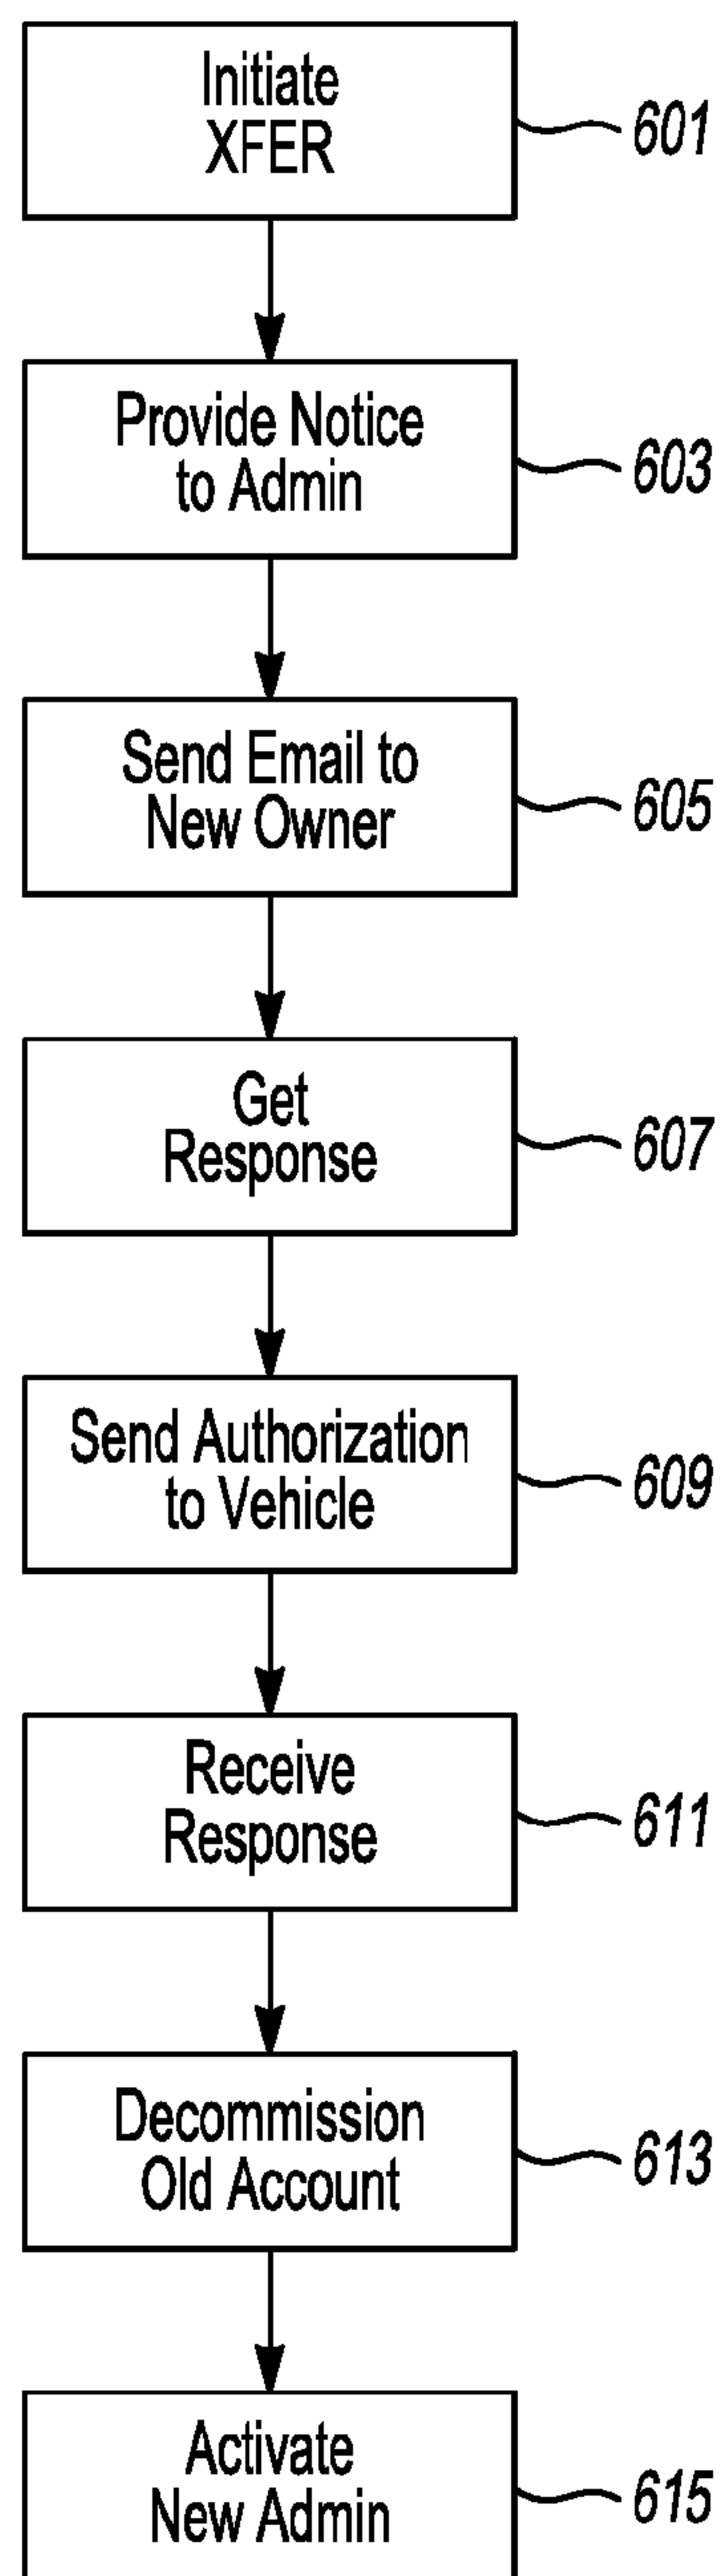 Initiate
XFER
601
Provide Notice
to Admin
603
Send Email to
New Owner
605
Get
Response
607
Send Authorization
to Vehicle
609
Receive
Response
611
Decommission
Old Account
613
Activate
New Admin
615